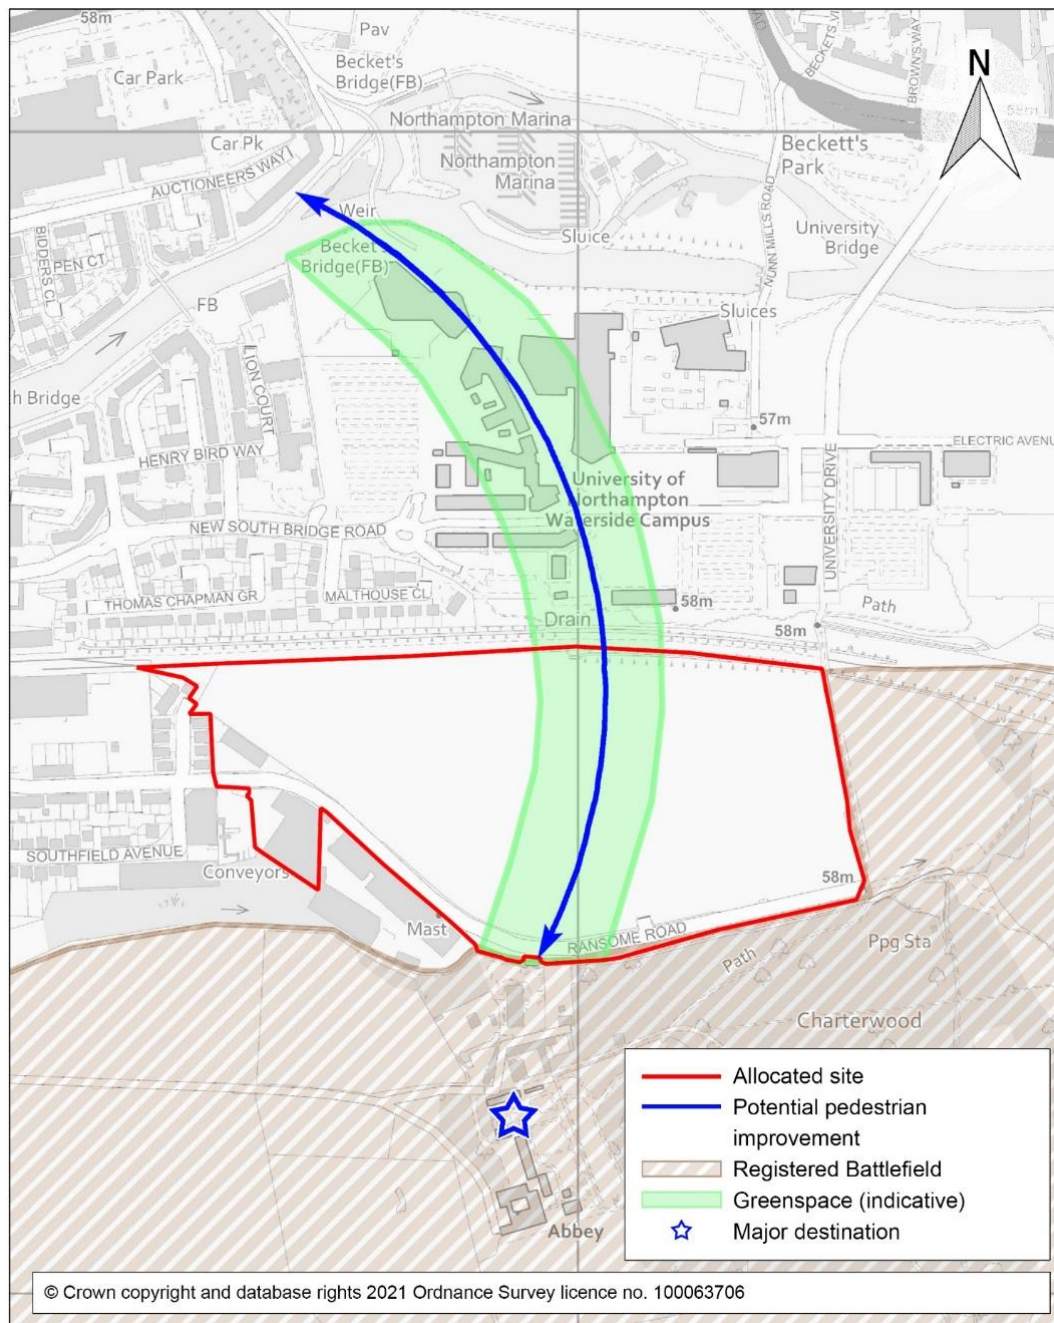 58m
Pav
Becket's
Bridge(FB)
Car Park
BECKETS
BROWN'S WAY
N
Northampton Marina
Car Pk
Northampton
Marina
Beckett's
Park
AUCTIONEERS WAY
Weir
Sluice
NUNN MILLS ROAD
University
Bridge
BIDDERS CL
PEN CT
Becket
Bridge(FB)
FB
Sluices
LION COURT
h Bridge
57m
HENRY BIRD WAY
ELECTRIC AVENU
University of
Northampton
Waterside Campus
NEW SOUTH BRIDGE ROAD
UNIVERSITY DRIVE
THOMAS CHAPMAN GR
MALTHOUSE CL
58m
Path
Drain
58m
SOUTHFIELD AVENUE
Conveyors
58m
Mast
RANSOME ROAD
Path
Ppg Sta
Charterwood
Abbey
Allocated site
Potential pedestrian
improvement
Registered Battlefield
Greenspace (indicative)
Major destination
© Crown copyright and database rights 2021 Ordnance Survey licence no. 100063706